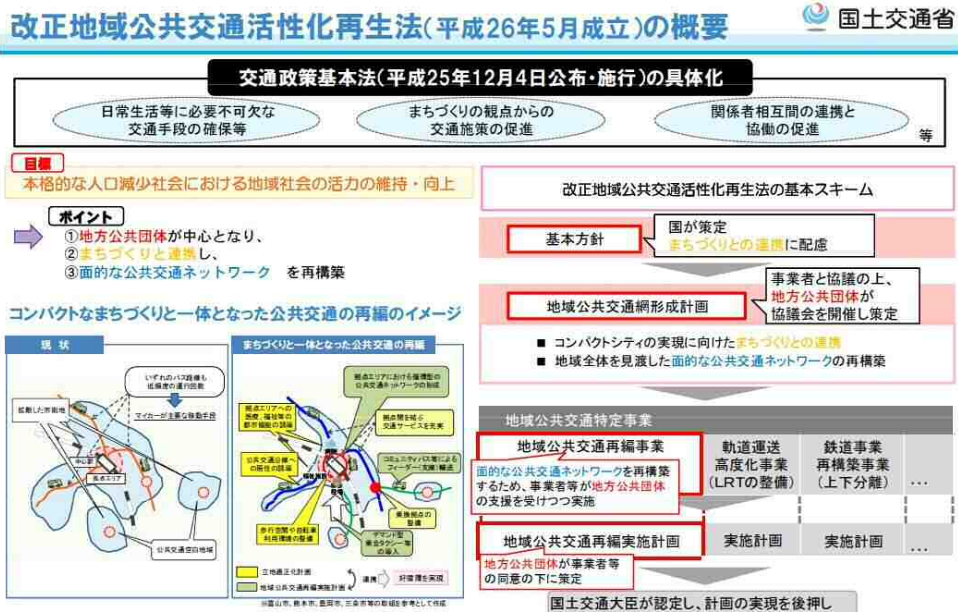 改正地域公共交通活性化再生法(平成26年5月成立)の概要
国土交通省
交通政策基本法(平成25年12月4日公布・施行)の具体化
日常生活等に必要不可欠な
交通手段の確保等
まちづくりの観点からの
交通施策の促進
関係者相互間の連携と
協働の促進
等
目標
本格的な人口減少社会における地域社会の活力の維持・向上
ポイント
①地方公共団体が中心となり、
②まちづくりと連携し、
③面的な公共交通ネットワーク を再構築
コンパクトなまちづくりと一体となった公共交通の再編のイメージ
現状
いずれのバス路線も
低頻度の運行回数
マイカーが主要な移動手段
拡散した市街地
中心駅
拠点エリア
公共交通空白地域
まちづくりと一体となった公共交通の再編
拠点エリアにおける循環型の
公共交通ネットワークの形成
拠点エリアへの
医療、福祉等の
都市機能の誘導
拠点間を結ぶ
交通サービスを充実
公共交通沿線へ
の居住の誘導
コミュニティバス等による
フィーダー(支線)輸送
乗換拠点の
整備
歩行空間や自転車
利用環境の整備
デマンド型
乗合タクシー等
の導入
立地適正化計画
地域公共交通再編実施計画
連携
好循環を実現
※富山市、熊本市、豊田市、三条市等の取組を参考として作成
改正地域公共交通活性化再生法の基本スキーム
基本方針
国が策定
まちづくりとの連携に配慮
地域公共交通網形成計画
事業者と協議の上、
地方公共団体が
協議会を開催し策定
■ コンパクトシティの実現に向けたまちづくりとの連携
■ 地域全体を見渡した面的な公共交通ネットワークの再構築
地域公共交通特定事業
地域公共交通再編事業
面的な公共交通ネットワークを再構築
するため、事業者等が地方公共団体
の支援を受けつつ実施
軌道運送
高度化事業
(LRTの整備)
鉄道事業
再構築事業
(上下分離)
…
地域公共交通再編実施計画
実施計画
実施計画
…
地方公共団体が事業者等
の同意の下に策定
国土交通大臣が認定し、計画の実現を後押し